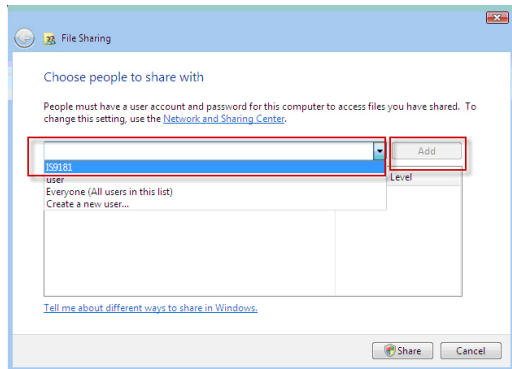 File Sharing
Choose people to share with
People must have a user account and password for this computer to access files you have shared. To
change this setting, use the Network and Sharing Center.
Add
IS9181
user
Level
Everyone (All users in this list)
Create a new user...
Tell me about different ways to share in Windows.
Share
Cancel